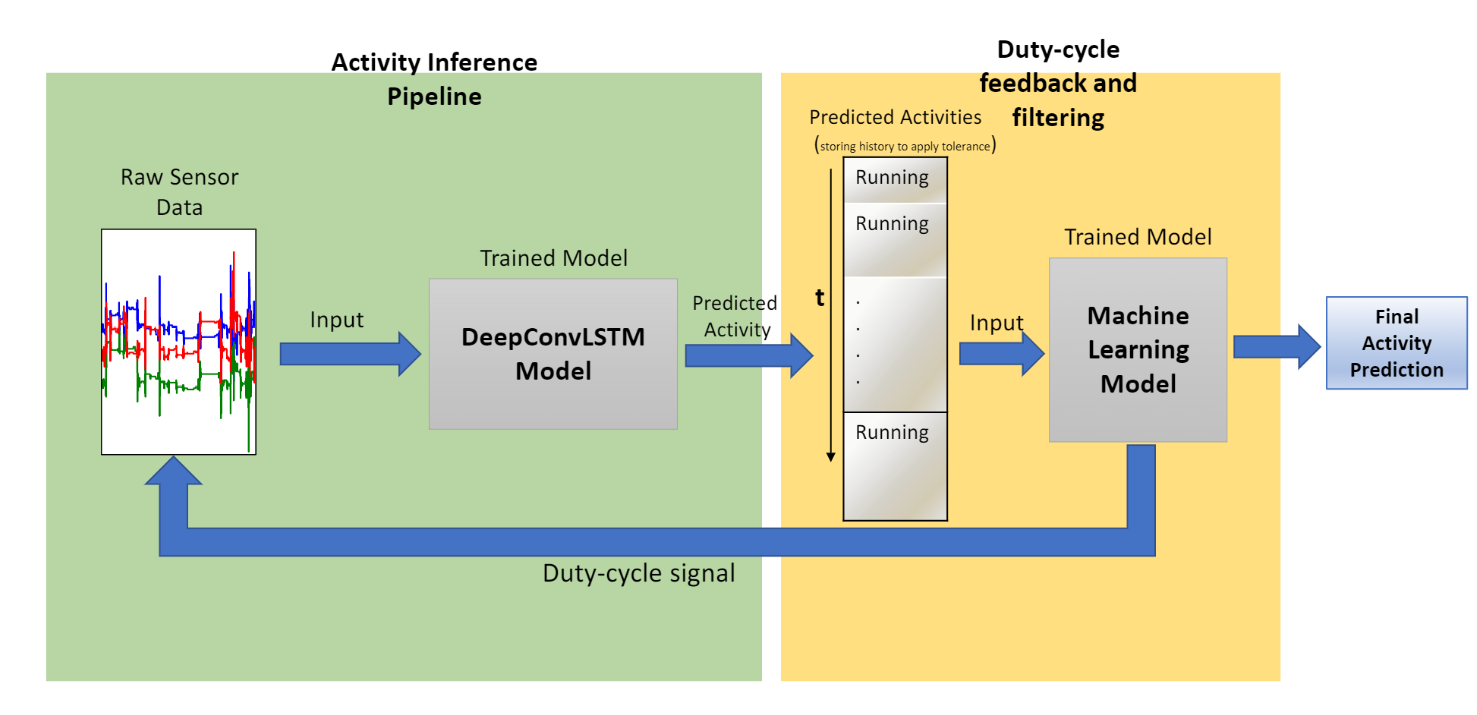 Activity Inference
Pipeline
Duty-cycle
feedback and
filtering
Raw Sensor
Data
Input
Trained Model
DeepConvLSTM
Model
Predicted
Activity
Predicted Activities
(storing history to apply tolerance)
t
Running
Running
.
.
.
.
Running
Input
Trained Model
Machine
Learning
Model
Final
Activity
Prediction
Duty-cycle signal